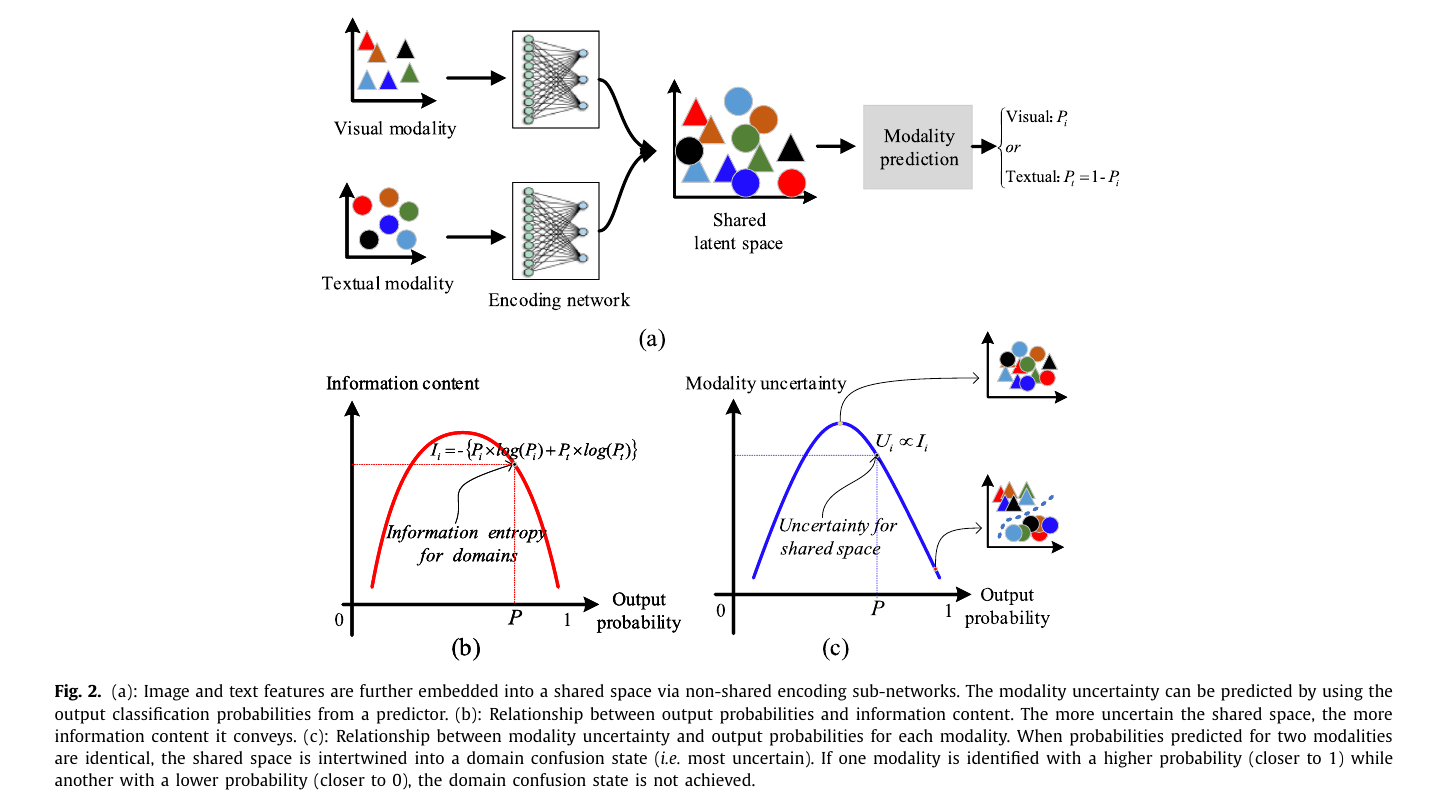 Visual modality
Textual modality
Encoding network
Shared
latent space
Modality
prediction
Visual: P_i
or
Textual: P_t = 1 - P_i
(a)
Information content
I_i = -{P_i × log(P_i) + P_t × log(P_t)}
Information entropy
for domains
0
P
1
Output
probability
(b)
Modality uncertainty
U_i ∝ I_i
Uncertainty for
shared space
0
P
1
Output
probability
(c)
Fig. 2. (a): Image and text features are further embedded into a shared space via non-shared encoding sub-networks. The modality uncertainty can be predicted by using the
output classification probabilities from a predictor. (b): Relationship between output probabilities and information content. The more uncertain the shared space, the more
information content it conveys. (c): Relationship between modality uncertainty and output probabilities for each modality. When probabilities predicted for two modalities
are identical, the shared space is intertwined into a domain confusion state (i.e. most uncertain). If one modality is identified with a higher probability (closer to 1) while
another with a lower probability (closer to 0), the domain confusion state is not achieved.